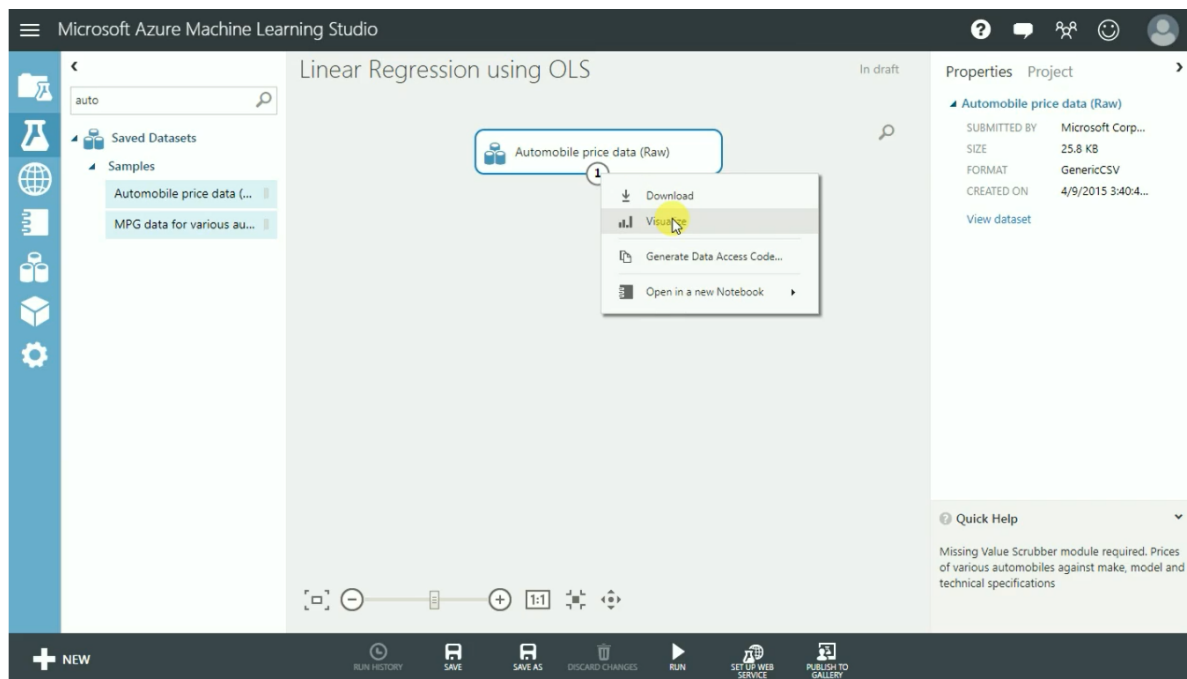 Microsoft Azure Machine Learning Studio
auto
Saved Datasets
Samples
Automobile price data (...
MPG data for various au...
Linear Regression using OLS
In draft
Automobile price data (Raw)
1
Download
Visualize
Generate Data Access Code...
Open in a new Notebook
1:1
Properties Project
Automobile price data (Raw)
SUBMITTED BY Microsoft Corp...
SIZE 25.8 KB
FORMAT GenericCSV
CREATED ON 4/9/2015 3:40:4...
View dataset
Quick Help
Missing Value Scrubber module required. Prices
of various automobiles against make, model and
technical specifications
NEW
RUN HISTORY
SAVE
SAVE AS
DISCARD CHANGES
RUN
SET UP WEB
SERVICE
PUBLISH TO
GALLERY